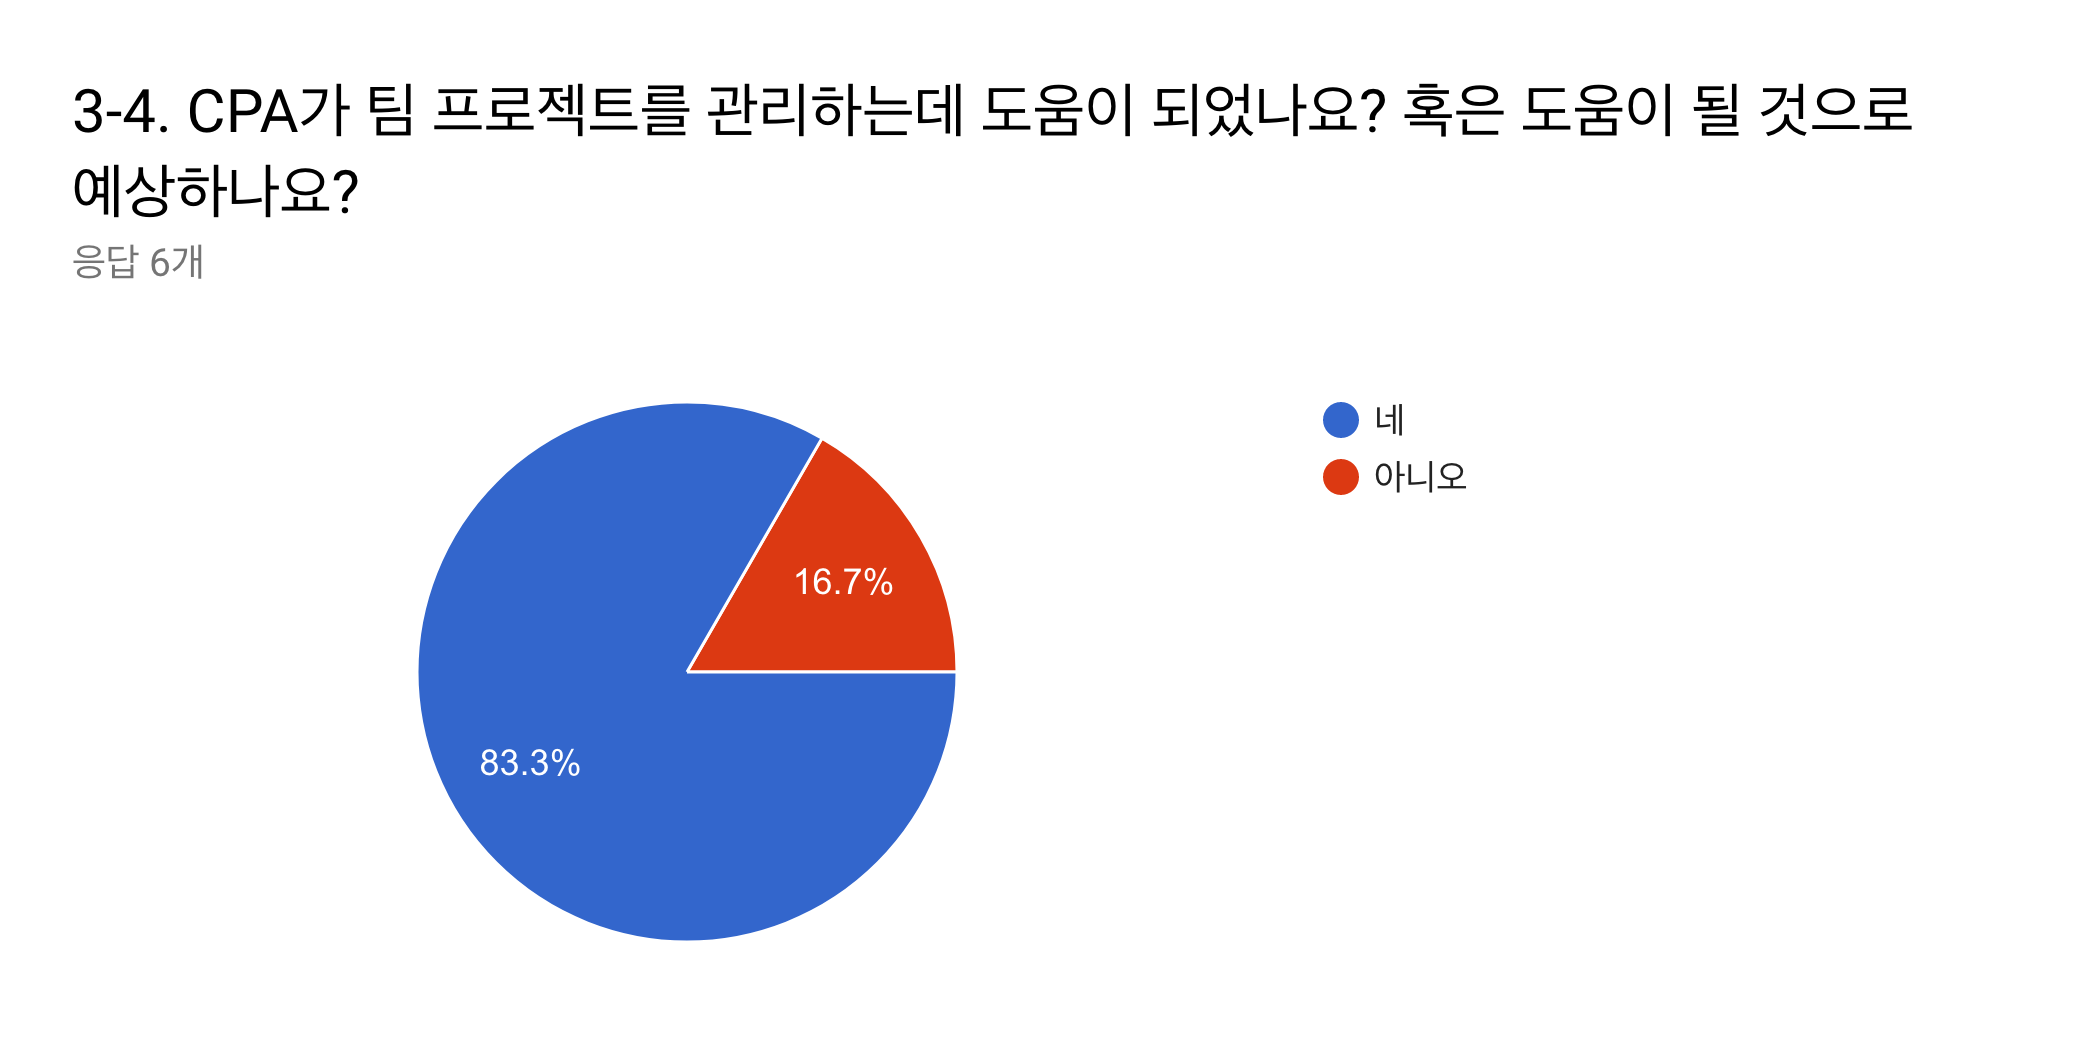 3-4. CPA가 팀 프로젝트를 관리하는데 도움이 되었나요? 혹은 도움이 될 것으로
예상하나요?
응답 6개
네
아니오
16.7%
83.3%